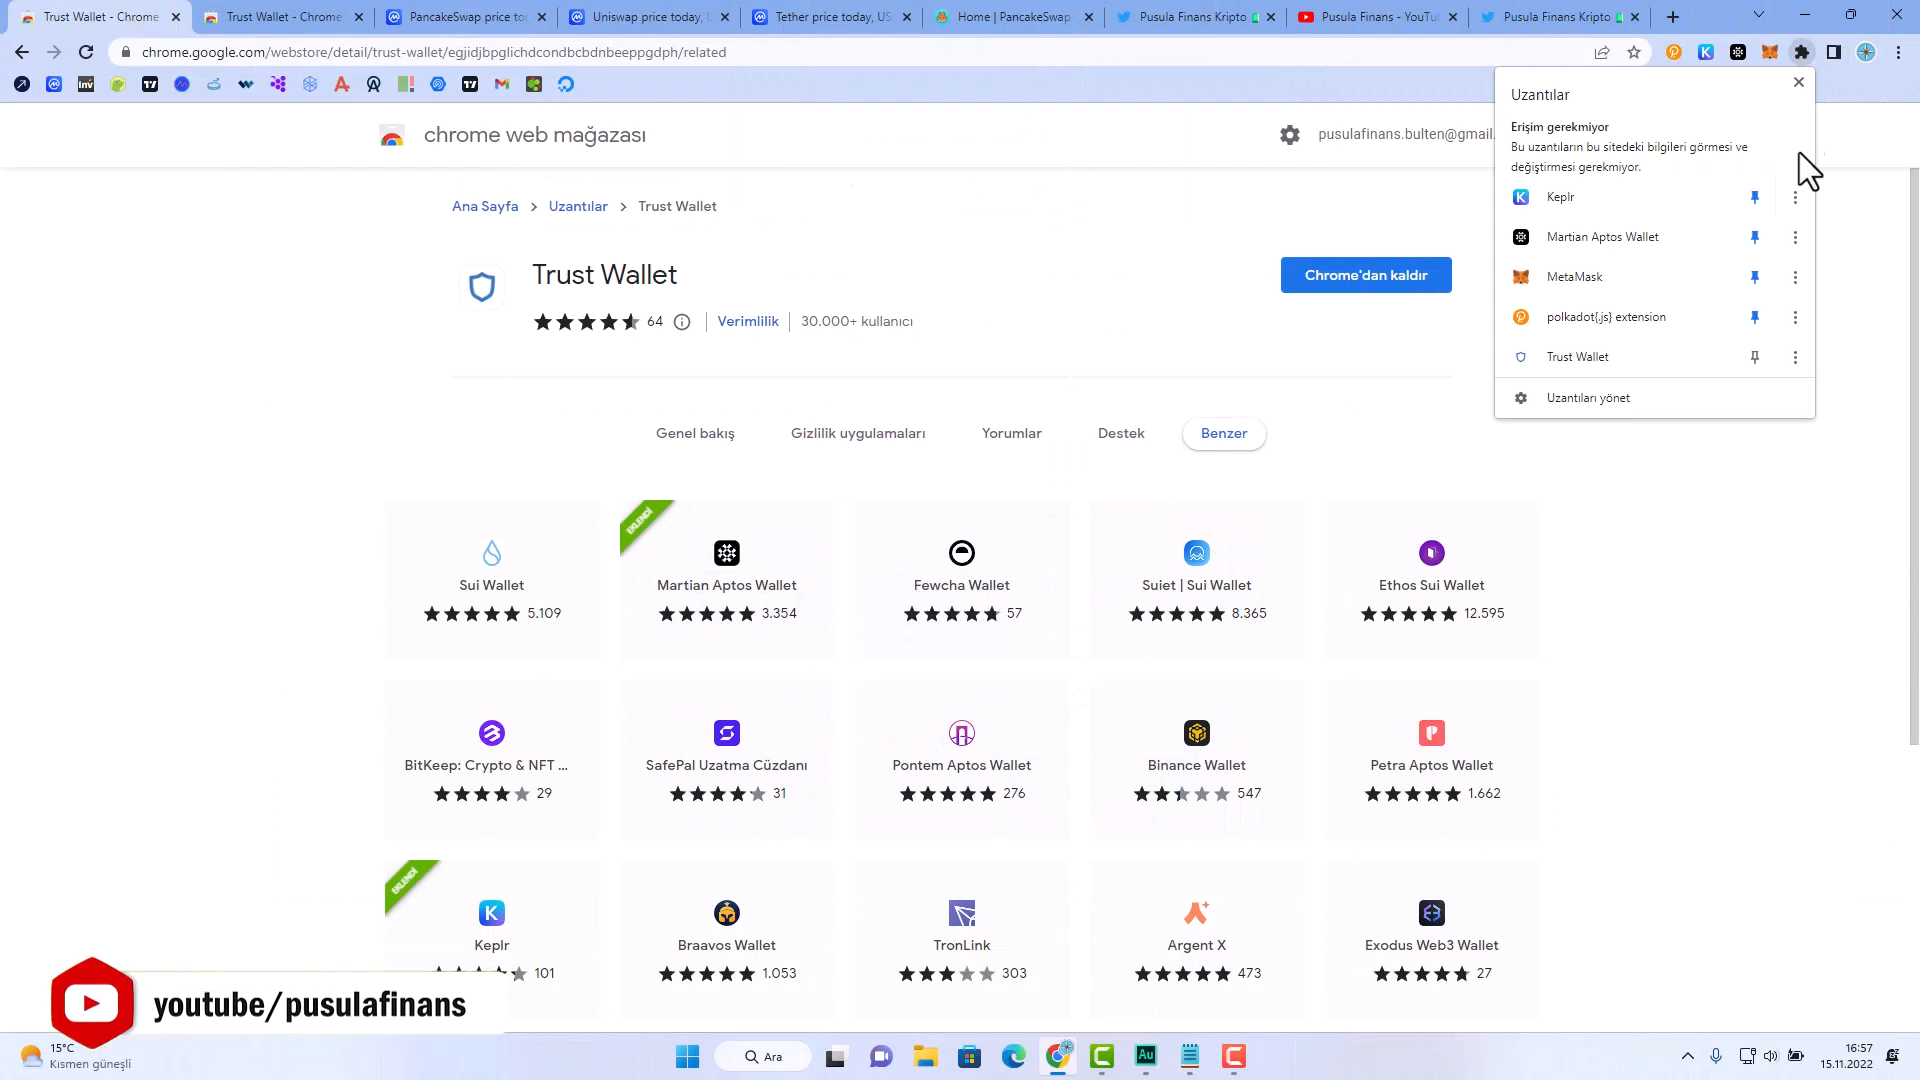 Trust Wallet - Chrome
Trust Wallet - Chrome
PancakeSwap price to
Uniswap price today,
Tether price today, US
Home | PancakeSwap
Pusula Finans Kripto
Pusula Finans - YouTu
Pusula Finans Kripto
chrome.google.com/webstore/detail/trust-wallet/egjidjbpglichdcondbcbdnbeeppgdph/related
chrome web mağazası
pusulafinans.bulten@gmail.
Uzantılar
Erişim gerekmiyor
Bu uzantıların bu sitedeki bilgileri görmesi ve
değiştirmesi gerekmiyor.
Keplr
Martian Aptos Wallet
MetaMask
polkadot{.js} extension
Trust Wallet
Uzantıları yönet
Ana Sayfa > Uzantılar > Trust Wallet
Trust Wallet
Chrome'dan kaldır
64
Verimlilik
30.000+ kullanıcı
Genel bakış
Gizlilik uygulamaları
Yorumlar
Destek
Benzer
Sui Wallet
5.109
EKLENDİ
Martian Aptos Wallet
3.354
Fewcha Wallet
57
Suiet | Sui Wallet
8.365
Ethos Sui Wallet
12.595
BitKeep: Crypto & NFT ...
29
SafePal Uzatma Cüzdanı
31
Pontem Aptos Wallet
276
Binance Wallet
547
Petra Aptos Wallet
1.662
EKLENDİ
Keplr
101
Braavos Wallet
1.053
TronLink
303
Argent X
473
Exodus Web3 Wallet
27
youtube/pusulafinans
15°C
Kısmen güneşli
Ara
16:57
15.11.2022